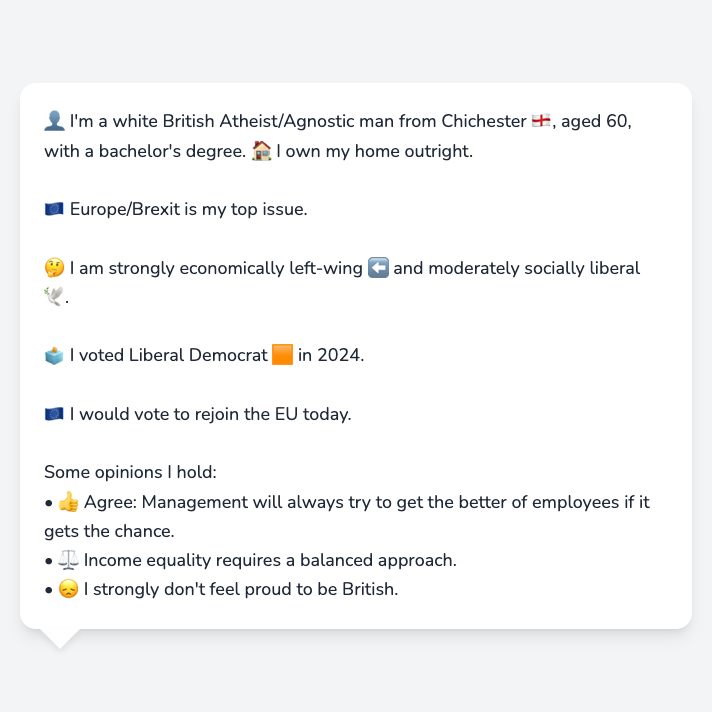 👤 I'm a white British Atheist/Agnostic man from Chichester 🏴󠁧󠁢󠁥󠁮󠁧󠁿, aged 60,
with a bachelor's degree. 🏠 I own my home outright.
🇪🇺 Europe/Brexit is my top issue.
🤔 I am strongly economically left-wing ⬅️ and moderately socially liberal
🕊️.
🗳️ I voted Liberal Democrat 🟧 in 2024.
🇪🇺 I would vote to rejoin the EU today.
Some opinions I hold:
• 👍 Agree: Management will always try to get the better of employees if it
gets the chance.
• ⚖️ Income equality requires a balanced approach.
• 😞 I strongly don't feel proud to be British.